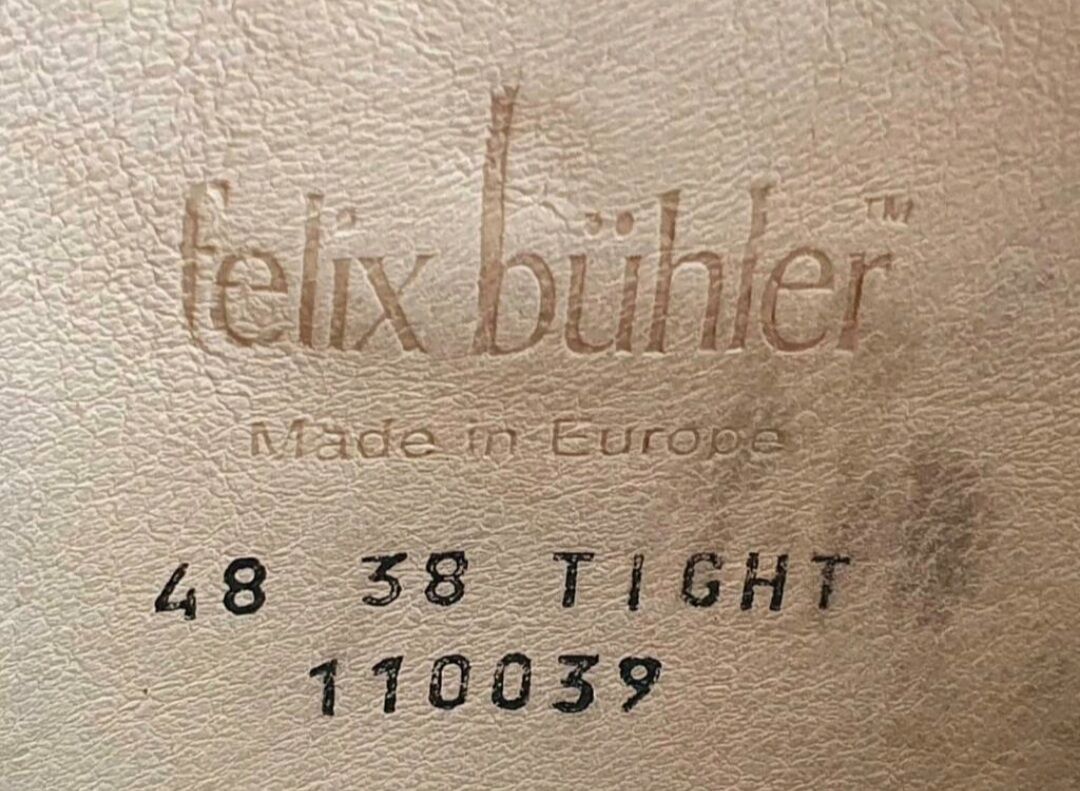 felix bühler™
Made in Europe
48 38 TIGHT
110039